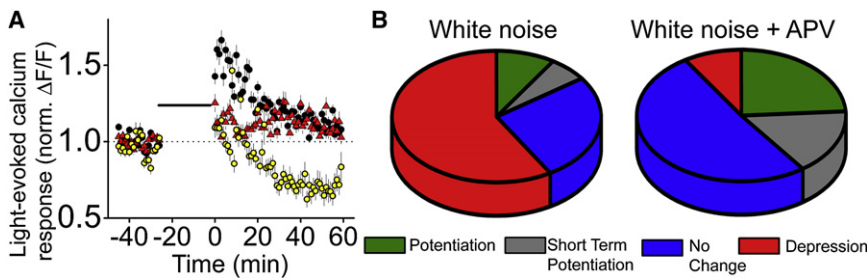 A
Light-evoked calcium
response (norm. ΔF/F)
1.5
1.0
0.5
-40 -20 0 20 40 60
Time (min)
B
White noise
White noise + APV
Potentiation
Short Term
Potentiation
No
Change
Depression